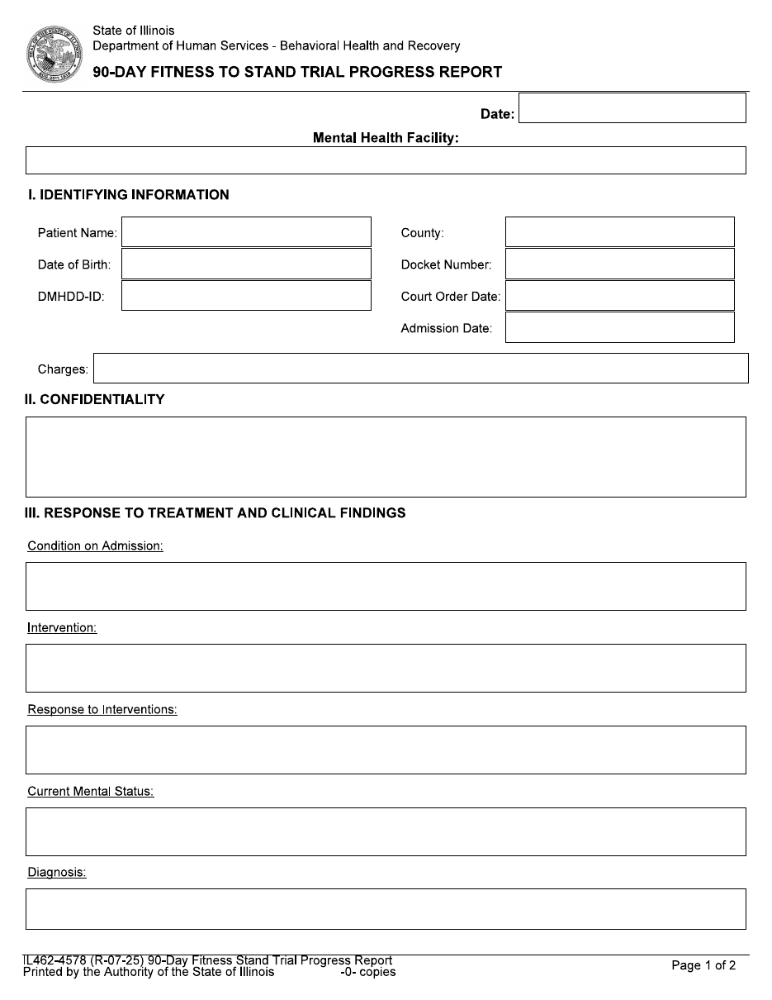 State of Illinois
Department of Human Services - Behavioral Health and Recovery
90-DAY FITNESS TO STAND TRIAL PROGRESS REPORT
Date:
Mental Health Facility:
I. IDENTIFYING INFORMATION
Patient Name:
County:
Date of Birth:
Docket Number:
DMHDD-ID:
Court Order Date:
Admission Date:
Charges:
II. CONFIDENTIALITY
III. RESPONSE TO TREATMENT AND CLINICAL FINDINGS
Condition on Admission:
Intervention:
Response to Interventions:
Current Mental Status:
Diagnosis:
IL462-4578 (R-07-25) 90-Day Fitness Stand Trial Progress Report
Printed by the Authority of the State of Illinois -0- copies
Page 1 of 2